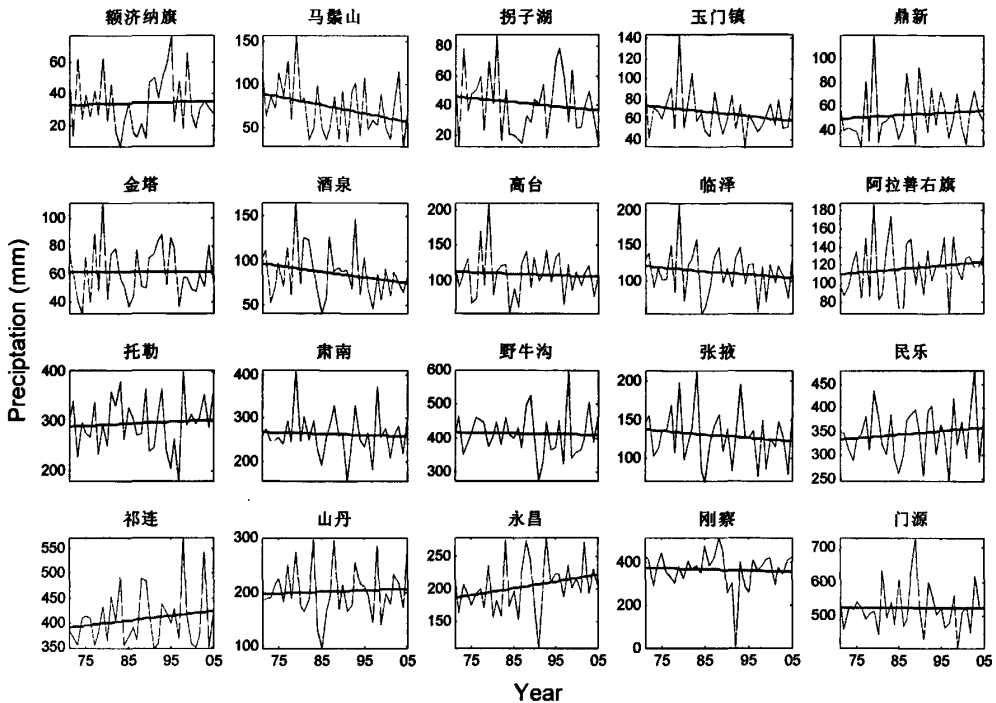 额济纳旗 马鬃山 拐子湖 玉门镇 鼎新
60 40 20
150 100 50
80 60 40 20
140 120 100 80 60 40
100 80 60 40
金塔 酒泉 高台 临泽 阿拉善右旗
100 80 60 40
150 100 50
200 150 100
200 150 100
180 160 140 120 100 80
Preciptation (mm)
托勒 肃南 野牛沟 张掖 民乐
400 300 200
400 300 200
600 500 400 300
200 150 100
450 400 350 300 250
祁连 山丹 永昌 刚察 门源
550 500 450 400 350
300 200 100
250 200 150
400 200 0
700 600 500
75 85 95 05 75 85 95 05 75 85 95 05 75 85 95 05 75 85 95 05
Year